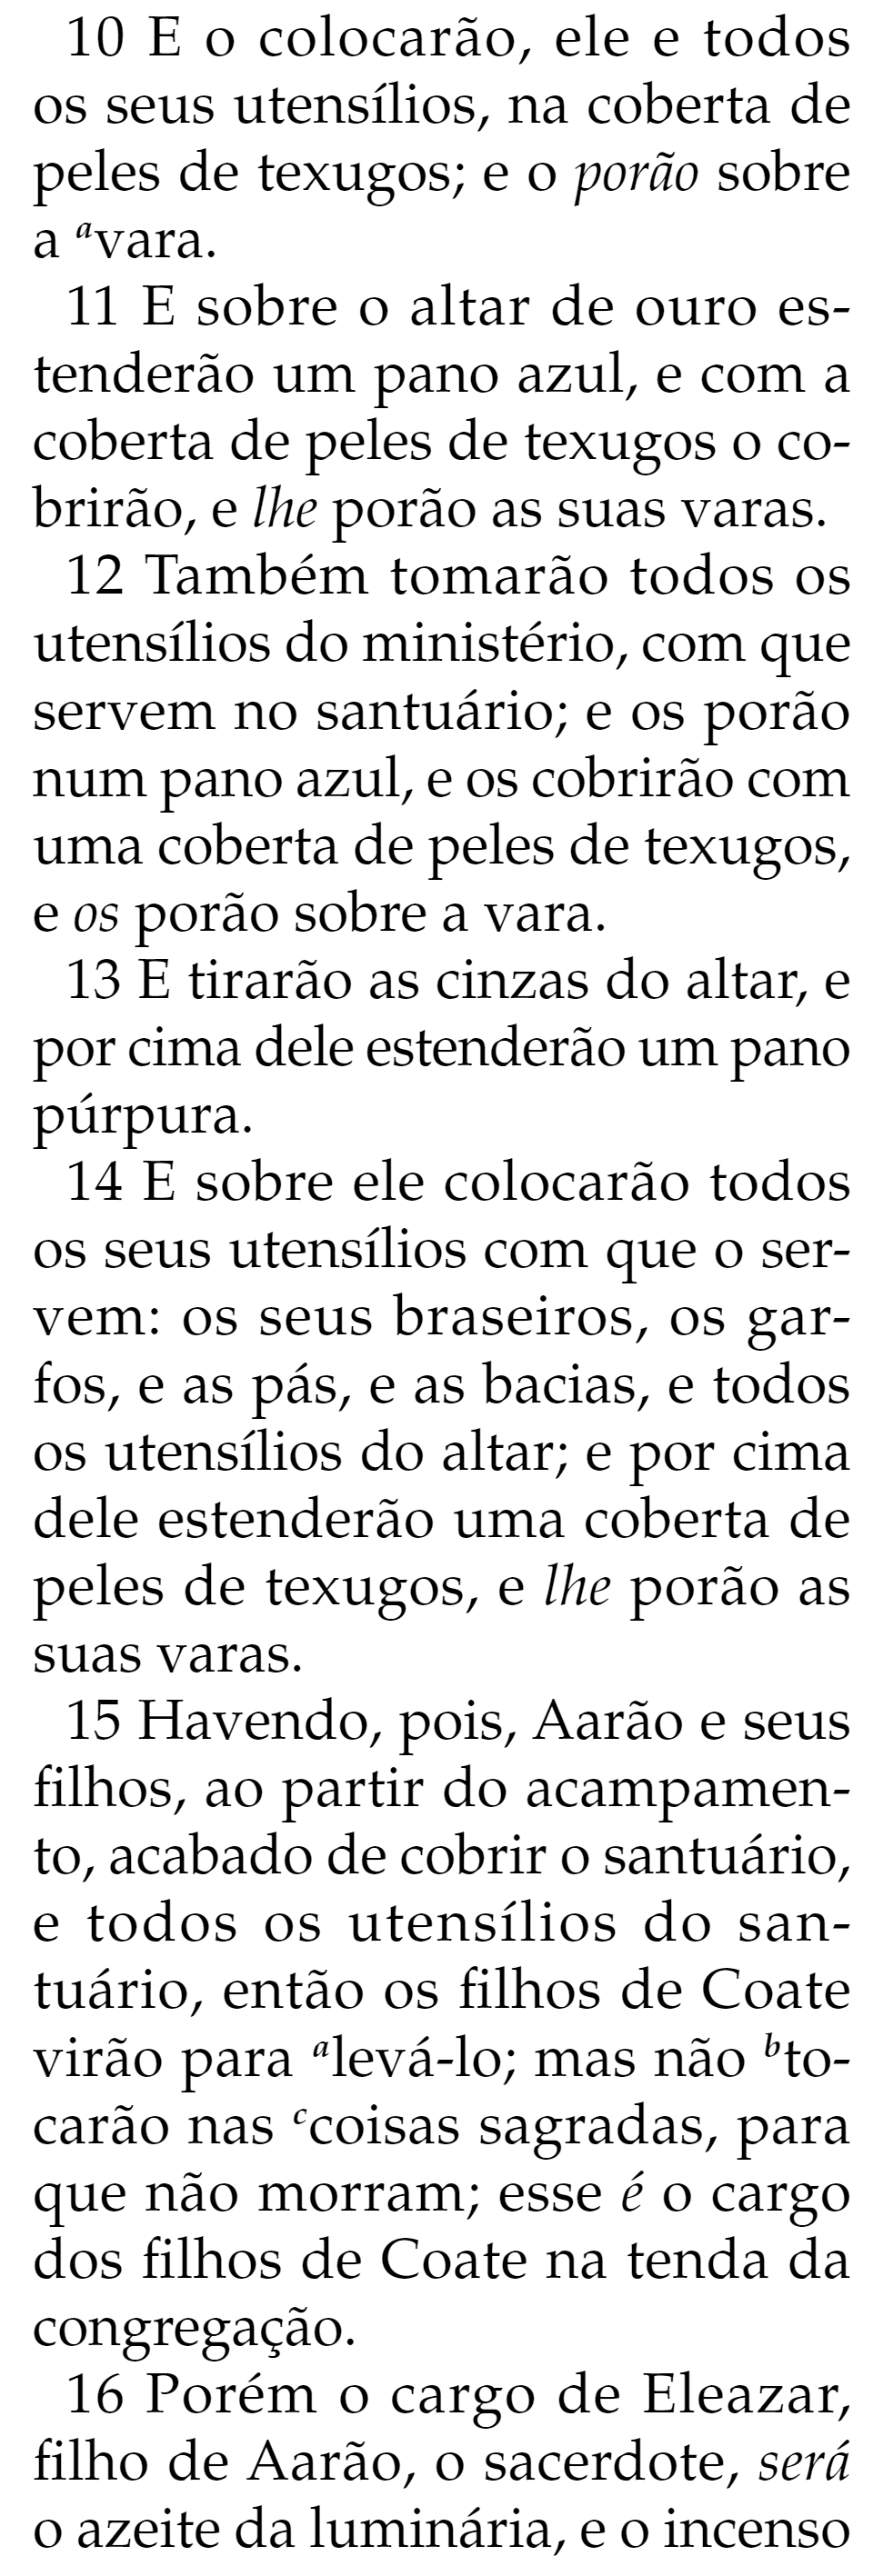 10 E o colocarão, ele e todos
os seus utensílios, na coberta de
peles de texugos; e o porão sobre
a ᵃvara.
11 E sobre o altar de ouro es-
tenderão um pano azul, e com a
coberta de peles de texugos o co-
brirão, e lhe porão as suas varas.
12 Também tomarão todos os
utensílios do ministério, com que
servem no santuário; e os porão
num pano azul, e os cobrirão com
uma coberta de peles de texugos,
e os porão sobre a vara.
13 E tirarão as cinzas do altar, e
por cima dele estenderão um pano
púrpura.
14 E sobre ele colocarão todos
os seus utensílios com que o ser-
vem: os seus braseiros, os gar-
fos, e as pás, e as bacias, e todos
os utensílios do altar; e por cima
dele estenderão uma coberta de
peles de texugos, e lhe porão as
suas varas.
15 Havendo, pois, Aarão e seus
filhos, ao partir do acampamen-
to, acabado de cobrir o santuário,
e todos os utensílios do san-
tuário, então os filhos de Coate
virão para ᵃlevá-lo; mas não ᵇto-
carão nas ᶜcoisas sagradas, para
que não morram; esse é o cargo
dos filhos de Coate na tenda da
congregação.
16 Porém o cargo de Eleazar,
filho de Aarão, o sacerdote, será
o azeite da luminária, e o incenso